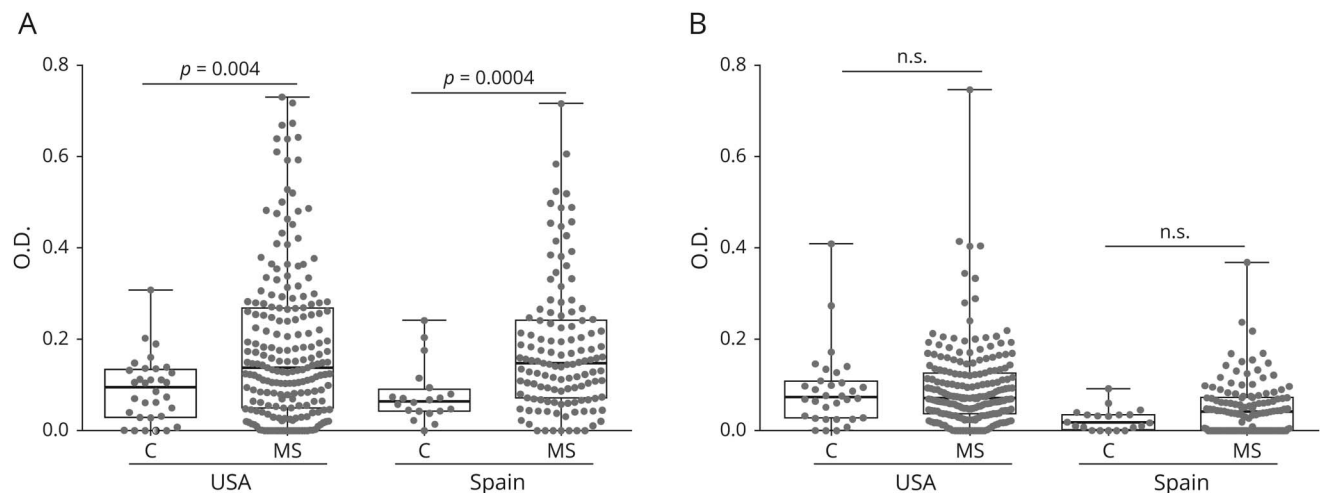 A
O.D.
0.8
0.6
0.4
0.2
0.0
p = 0.004
p = 0.0004
C
MS
C
MS
USA
Spain
B
O.D.
0.8
0.6
0.4
0.2
0.0
n.s.
n.s.
C
MS
C
MS
USA
Spain